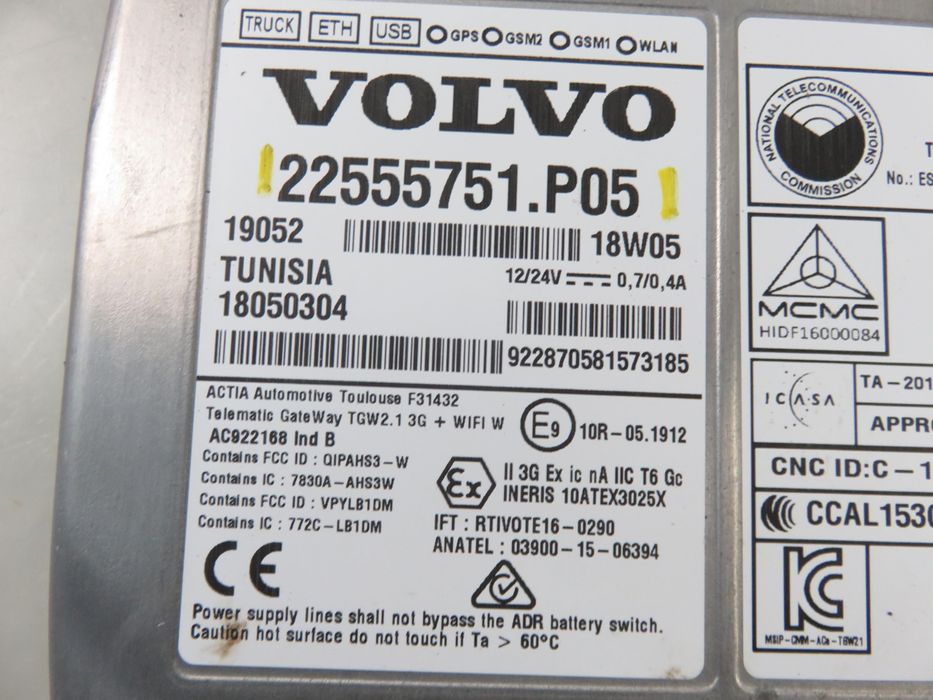 TRUCK ETH USB GPS GSM2 GSM1 WLAN
VOLVO
22555751.P05
19052 18W05
TUNISIA 12/24V 0,7/0,4A
18050304
922870581573185
ACTIA Automotive Toulouse F31432
Telematic GateWay TGW2.1 3G + WIFI W
AC922168 Ind B
Contains FCC ID : QIPAHS3-W
Contains IC : 7830A-AHS3W
Contains FCC ID : VPYLB1DM
Contains IC : 772C-LB1DM
E9 10R-05.1912
Ex II 3G Ex ic nA IIC T6 Gc
INERIS 10ATEX3025X
IFT : RTIVOTE16-0290
ANATEL : 03900-15-06394
CE
Power supply lines shall not bypass the ADR battery switch.
Caution hot surface do not touch if Ta > 60°C
NATIONAL TELECOMMUNICATIONS
COMMISSION
T
No.: ES
MCMC
HIDF16000084
ICASA
TA-201
APPR
CNC ID:C-1
CCAL153
KC
MSIP-CMM-ACa-TGW21